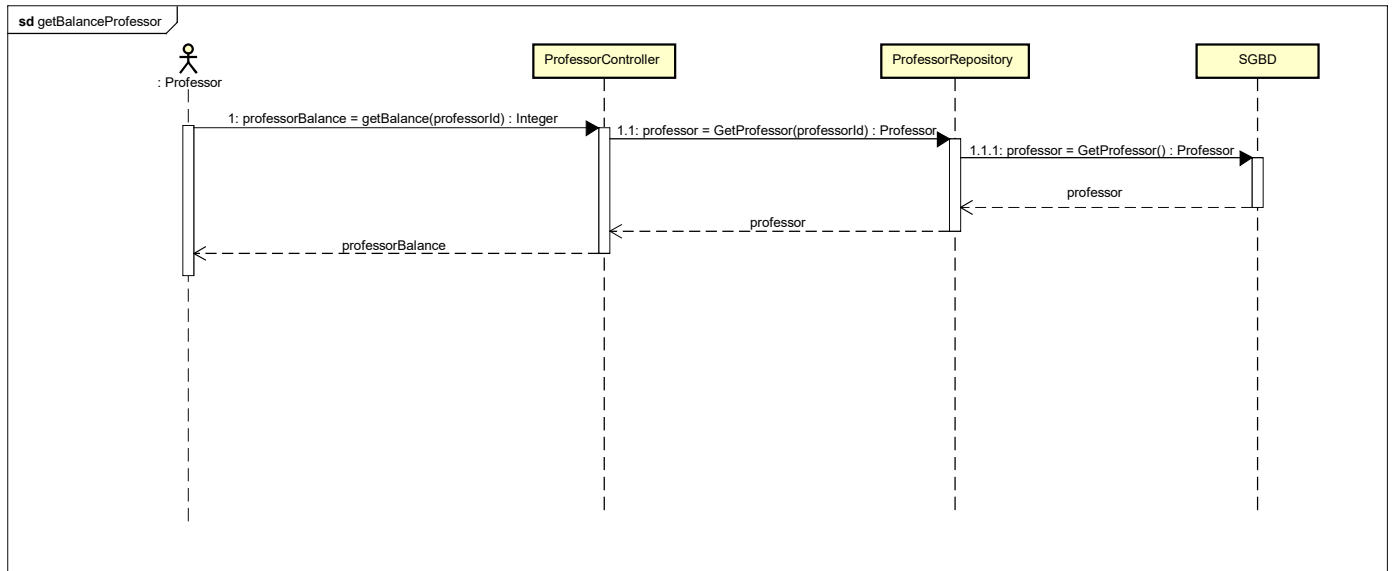 sd getBalanceProfessor
: Professor
ProfessorController
ProfessorRepository
SGBD
1: professorBalance = getBalance(professorId) : Integer
1.1: professor = GetProfessor(professorId) : Professor
1.1.1: professor = GetProfessor() : Professor
professor
professor
professorBalance